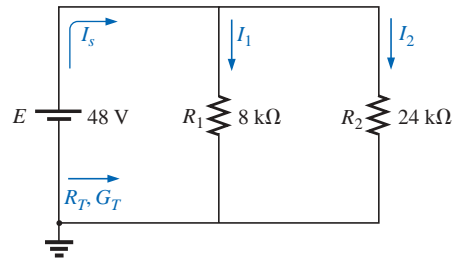 I_s
I_1
I_2
E
48 V
R_1
8 kΩ
R_2
24 kΩ
R_T, G_T